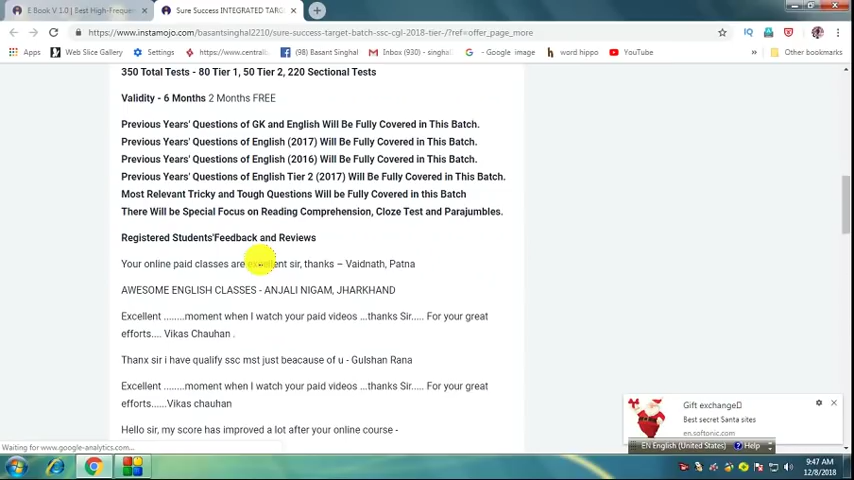 E Book V 1.0 | Best High-Frequen
Sure Success INTEGRATED TARG
https://www.instamojo.com/basantsinghal2210/sure-success-target-batch-ssc-cgl-2018-tier-/?ref=offer_page_more
Apps
Web Slice Gallery
Settings
https://www.centrali
(98) Basant Singhal
Inbox (930) - singha
Google - image
word hippo
YouTube
Other bookmarks
350 Total Tests - 80 Tier 1, 50 Tier 2, 220 Sectional Tests
Validity - 6 Months 2 Months FREE
Previous Years' Questions of GK and English Will Be Fully Covered in This Batch.
Previous Years' Questions of English (2017) Will Be Fully Covered in This Batch.
Previous Years' Questions of English (2016) Will Be Fully Covered in This Batch.
Previous Years' Questions of English Tier 2 (2017) Will Be Fully Covered in This Batch.
Most Relevant Tricky and Tough Questions Will be Fully Covered in this Batch
There Will be Special Focus on Reading Comprehension, Cloze Test and Parajumbles.
Registered Students'Feedback and Reviews
Your online paid classes are excellent sir, thanks – Vaidnath, Patna
AWESOME ENGLISH CLASSES - ANJALI NIGAM, JHARKHAND
Excellent ........moment when I watch your paid videos ...thanks Sir..... For your great
efforts.... Vikas Chauhan .
Thanx sir i have qualify ssc mst just beacause of u - Gulshan Rana
Excellent ........moment when I watch your paid videos ...thanks Sir..... For your great
efforts......Vikas chauhan
Hello sir, my score has improved a lot after your online course -
Gift exchange
Best secret Santa sites
en.softonic.com
Waiting for www.google-analytics.com...
EN English (United States)
Help
9:47 AM
12/8/2018